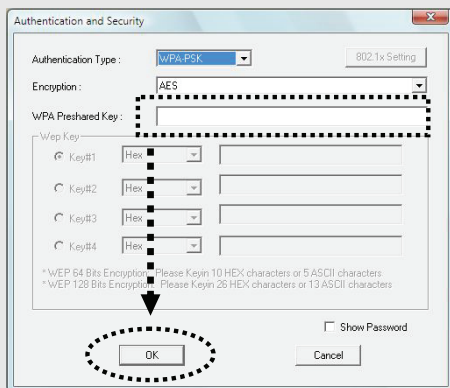 Authentication and Security
Authentication Type : WPA-PSK 802.1x Setting
Encryption : AES
WPA Preshared Key :
Wep Key
Key#1 Hex
Key#2 Hex
Key#3 Hex
Key#4 Hex
* WEP 64 Bits Encryption: Please Keyin 10 HEX characters or 5 ASCII characters
* WEP 128 Bits Encryption: Please Keyin 26 HEX characters or 13 ASCII characters
Show Password
OK Cancel